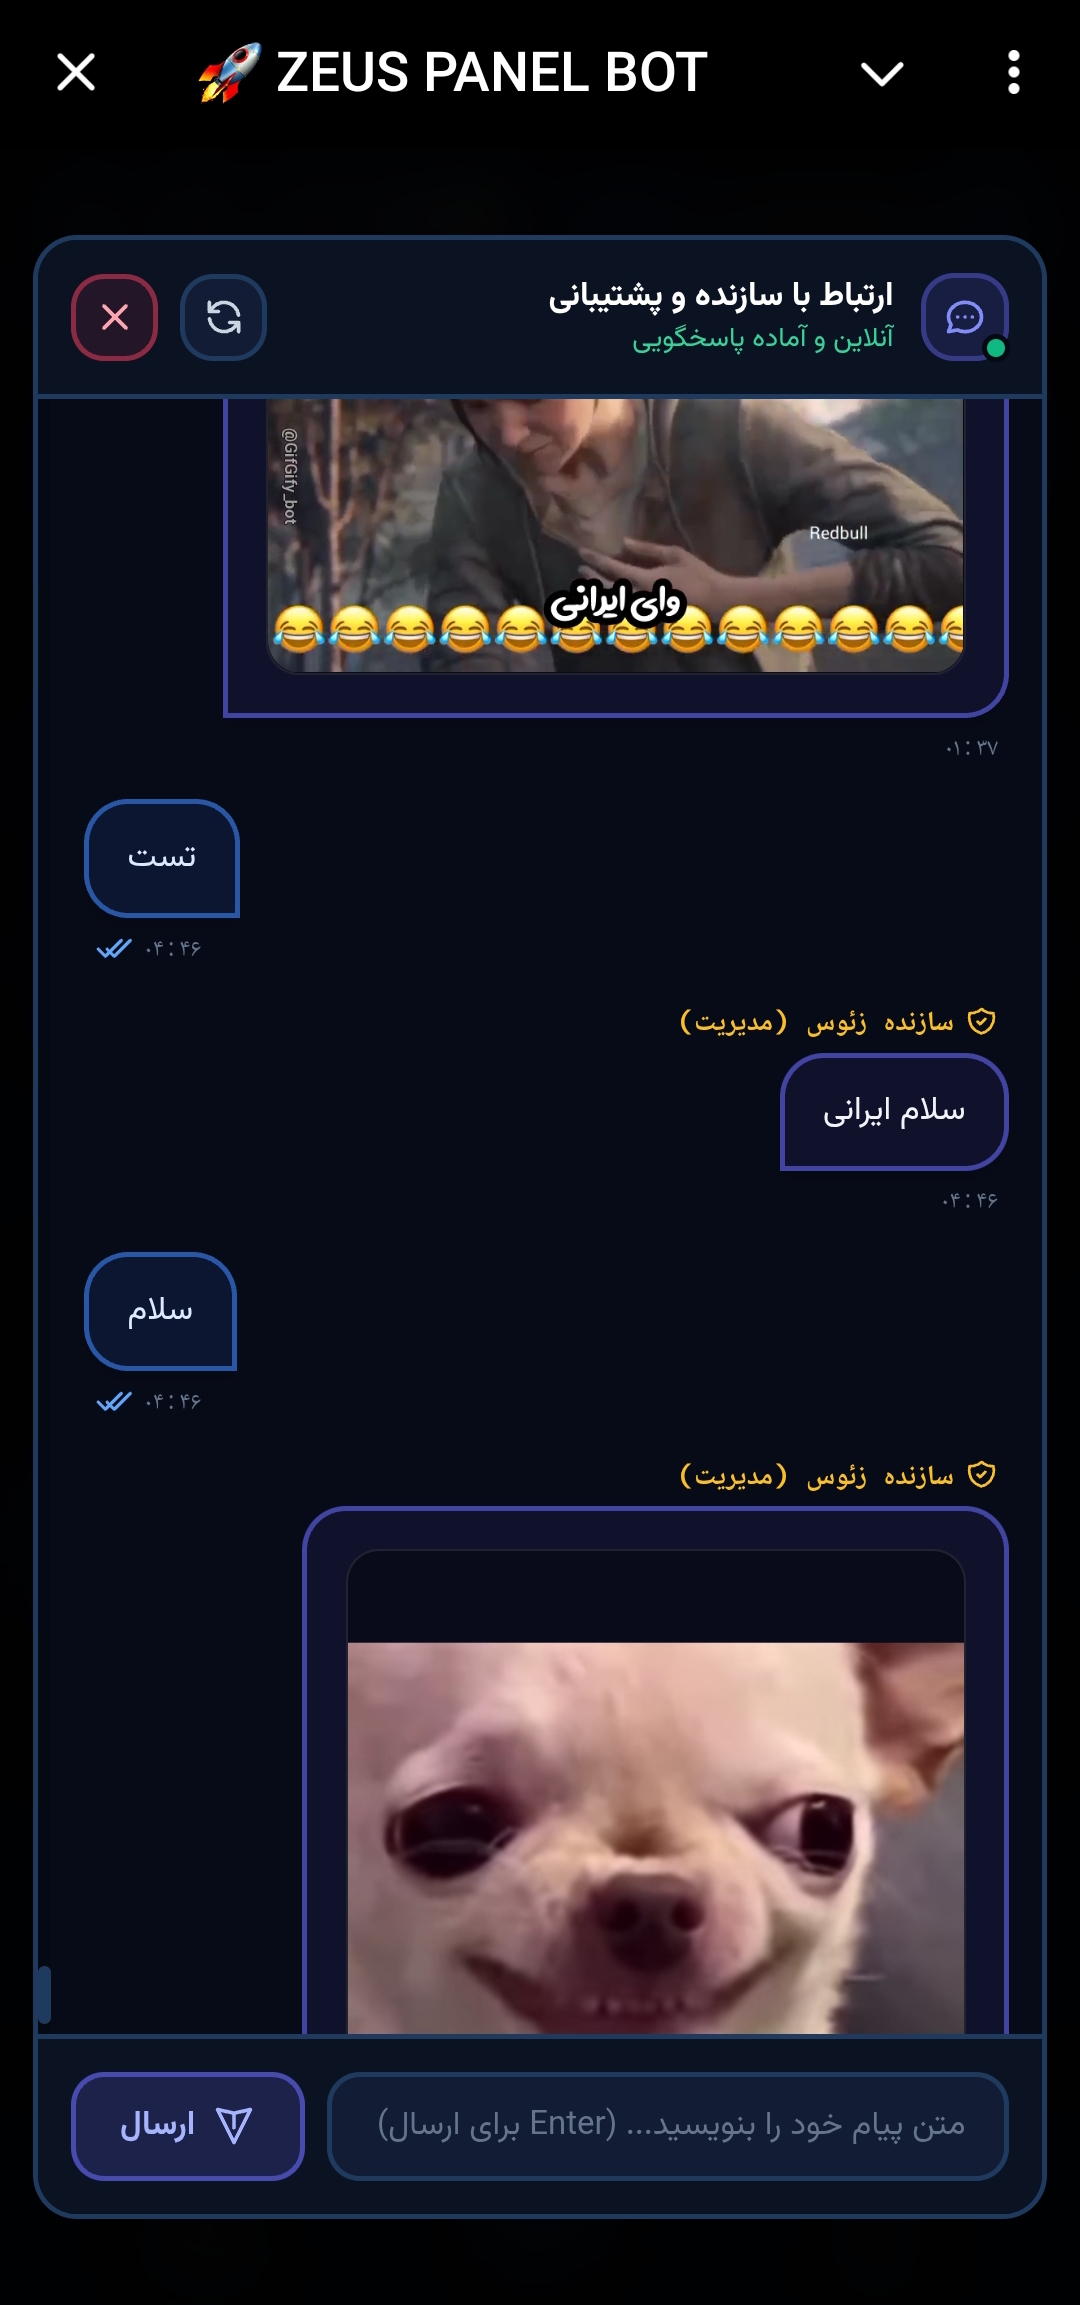 🚀 ZEUS PANEL BOT
ارتباط با سازنده و پشتیبانی
آنلاین و آماده پاسخگویی
@GifGify_bot
Redbull
وای ایرانی
😂😂😂😂😂😂😂😂😂😂😂😂😂
۰۱:۳۷
تست
۰۴:۴۶
سازنده زئوس (مدیریت)
سلام ایرانی
۰۴:۴۶
سلام
۰۴:۴۶
سازنده زئوس (مدیریت)
متن پیام خود را بنویسید... (Enter برای ارسال)
ارسال